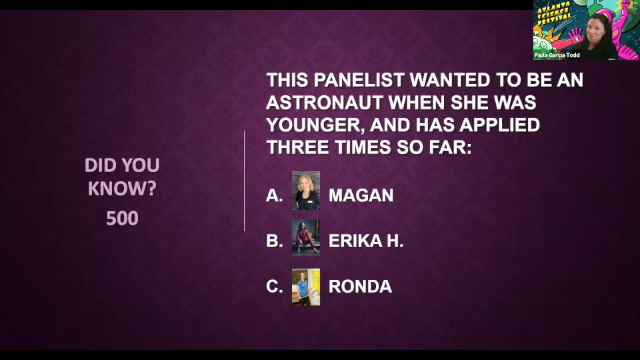 ATLANTA
SCIENCE
FESTIVAL
Paula Garcia Todd
THIS PANELIST WANTED TO BE AN
ASTRONAUT WHEN SHE WAS
YOUNGER, AND HAS APPLIED
THREE TIMES SO FAR:
DID YOU
KNOW?
500
A. MAGAN
B. ERIKA H.
C. RONDA